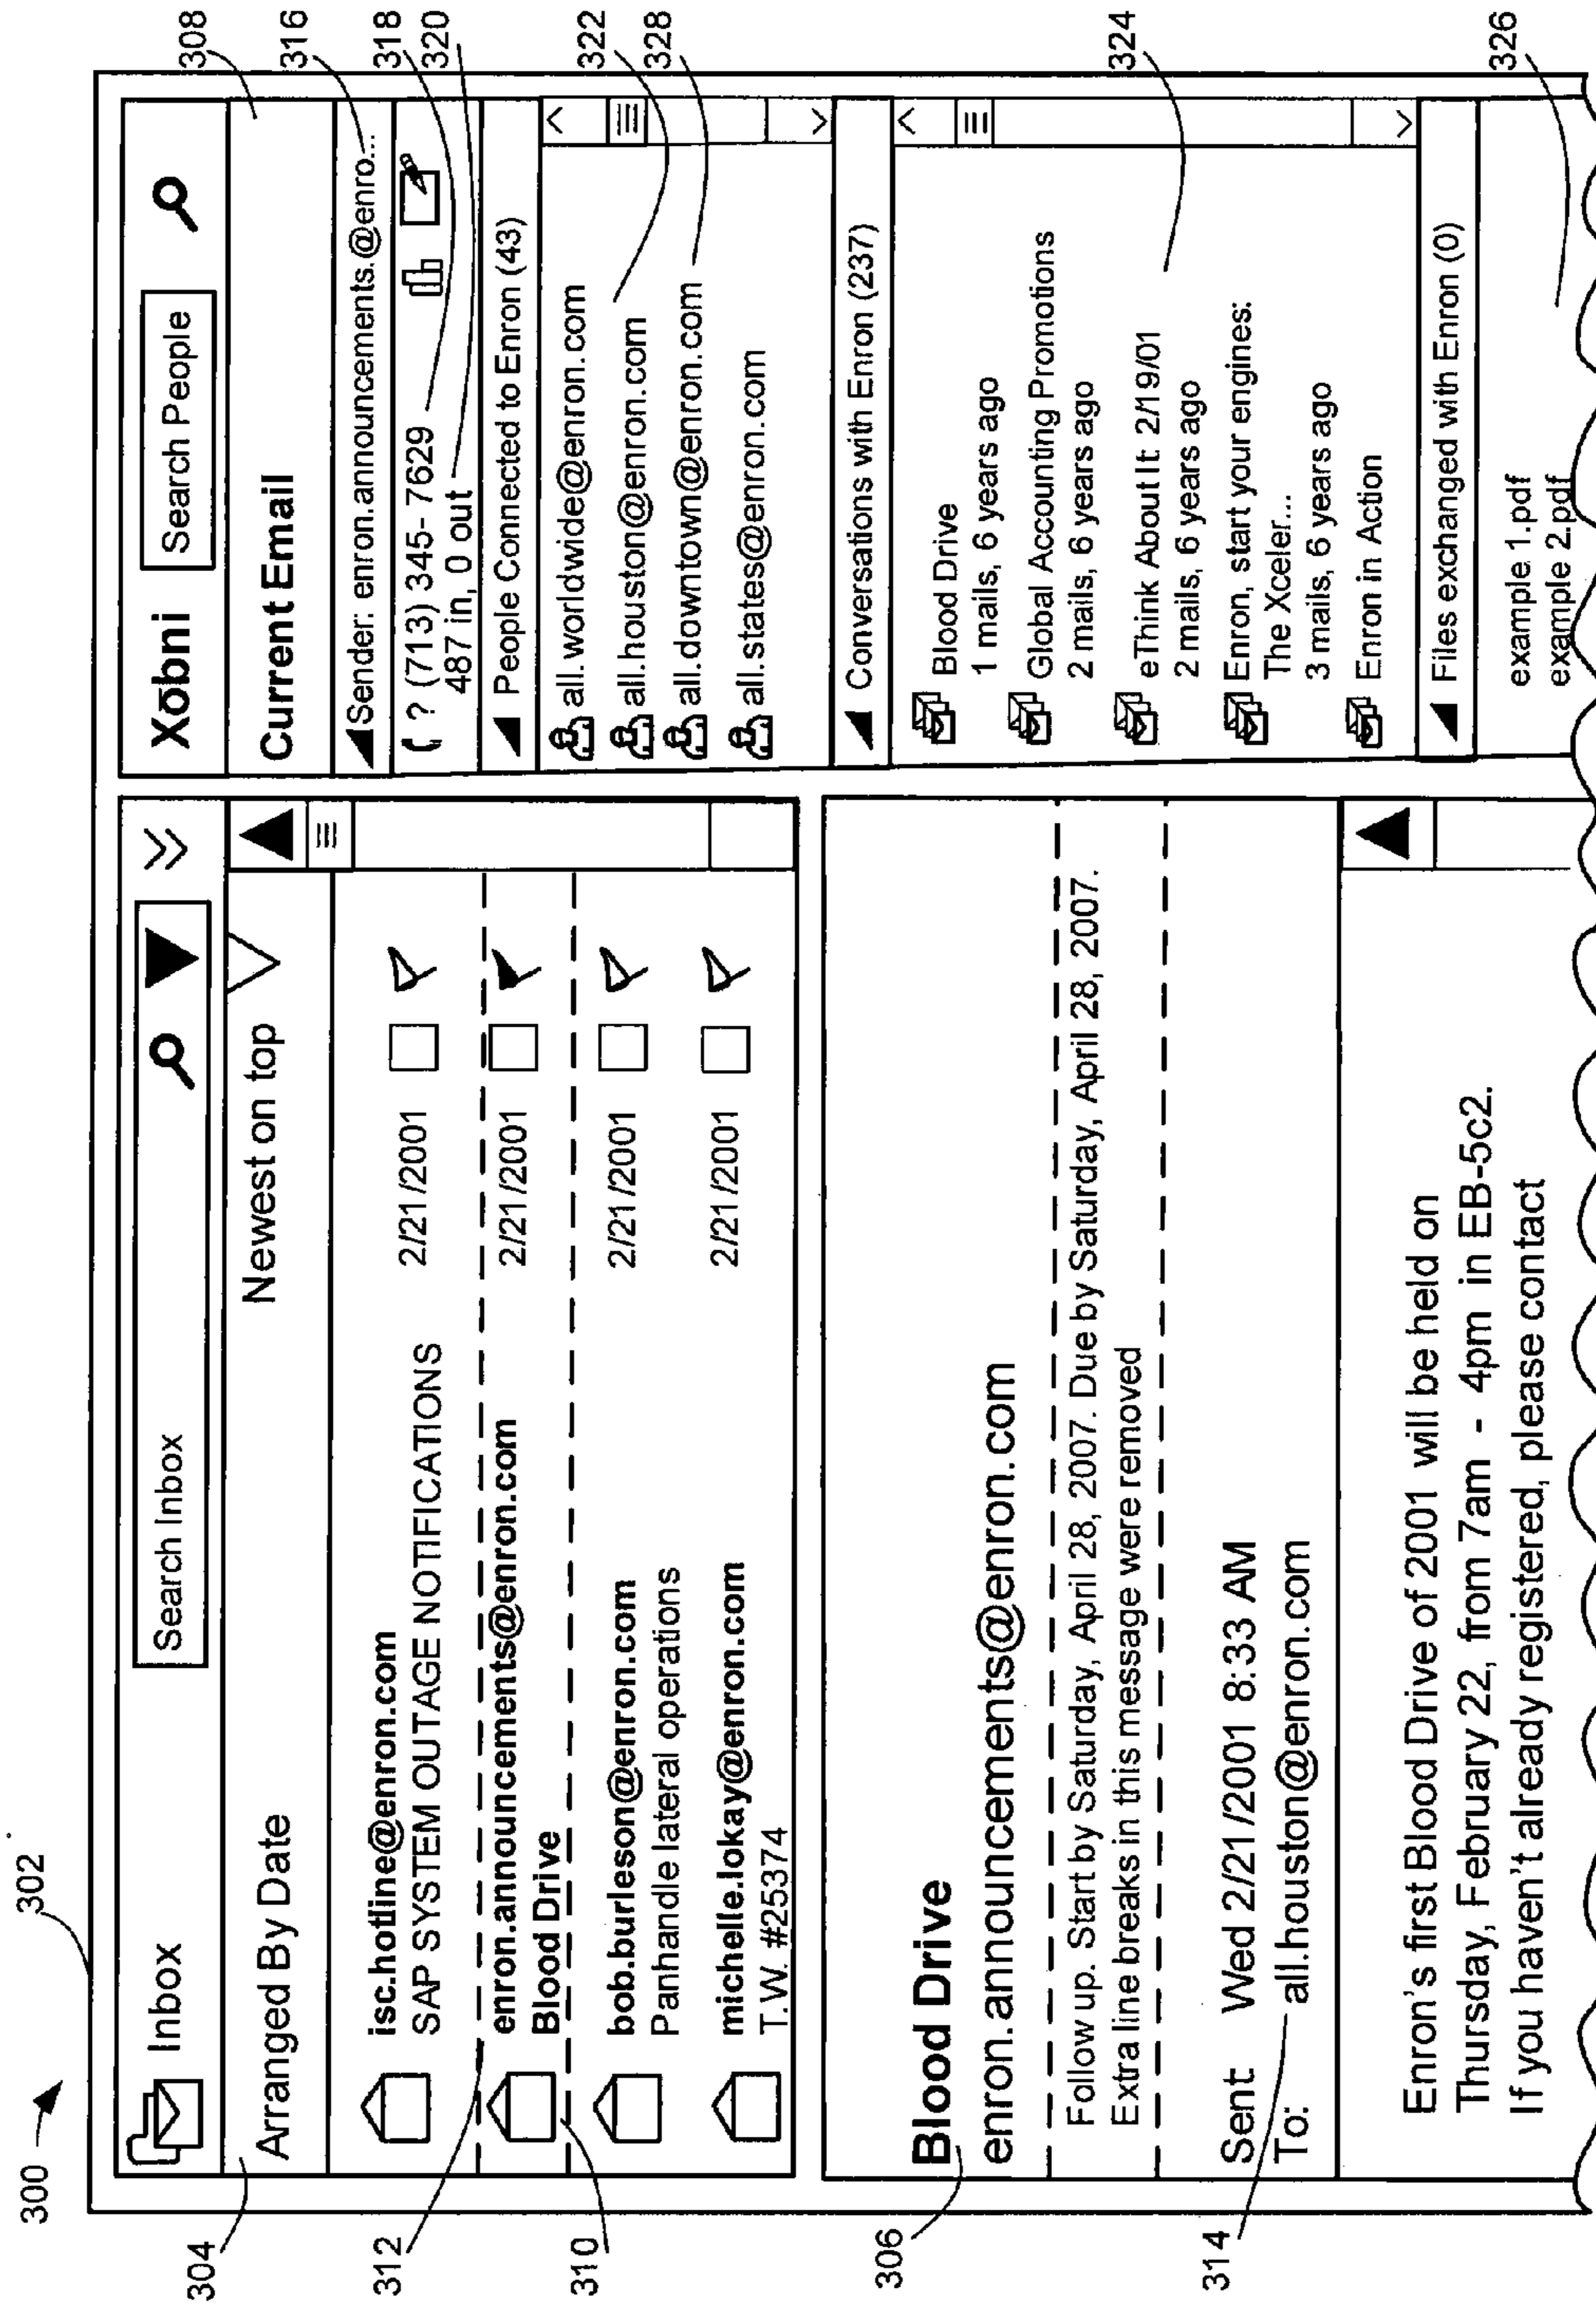 300
302
304
Inbox
Search Inbox
Arranged By Date
Newest on top
312
isc.hotline@enron.com
2/21/2001
SAP SYSTEM OUTAGE NOTIFICATIONS
enron.announcements@enron.com
2/21/2001
Blood Drive
310
bob.burleson@enron.com
2/21/2001
Panhandle lateral operations
michelle.lokay@enron.com
2/21/2001
T.W. #25374
306
Blood Drive
enron.announcements@enron.com
Follow up. Start by Saturday, April 28, 2007. Due by Saturday, April 28, 2007.
Extra line breaks in this message were removed
Sent Wed 2/21/2001 8:33 AM
To: all.houston@enron.com
314
Enron's first Blood Drive of 2001 will be held on
Thursday, February 22, from 7am - 4pm in EB-5c2.
If you haven't already registered, please contact
Xobni
Search People
308
Current Email
316
Sender: enron.announcements.@enro...
318
? (713) 345- 7629
320
487 in, 0 out
People Connected to Enron (43)
all.worldwide@enron.com
322
all.houston@enron.com
328
all.downtown@enron.com
all.states@enron.com
Conversations with Enron (237)
Blood Drive
1 mails, 6 years ago
Global Accounting Promotions
2 mails, 6 years ago
324
eThink About It: 2/19/01
2 mails, 6 years ago
Enron, start your engines:
The Xceler...
3 mails, 6 years ago
Enron in Action
Files exchanged with Enron (0)
326
example 1.pdf
example 2.pdf